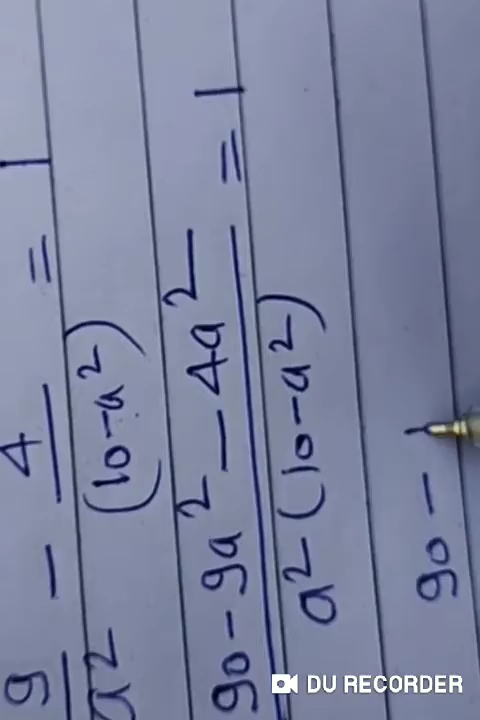 9/a² - 4/(10-a²) = 1
90-9a²-4a²/a²(10-a²) = 1
90-
DU RECORDER